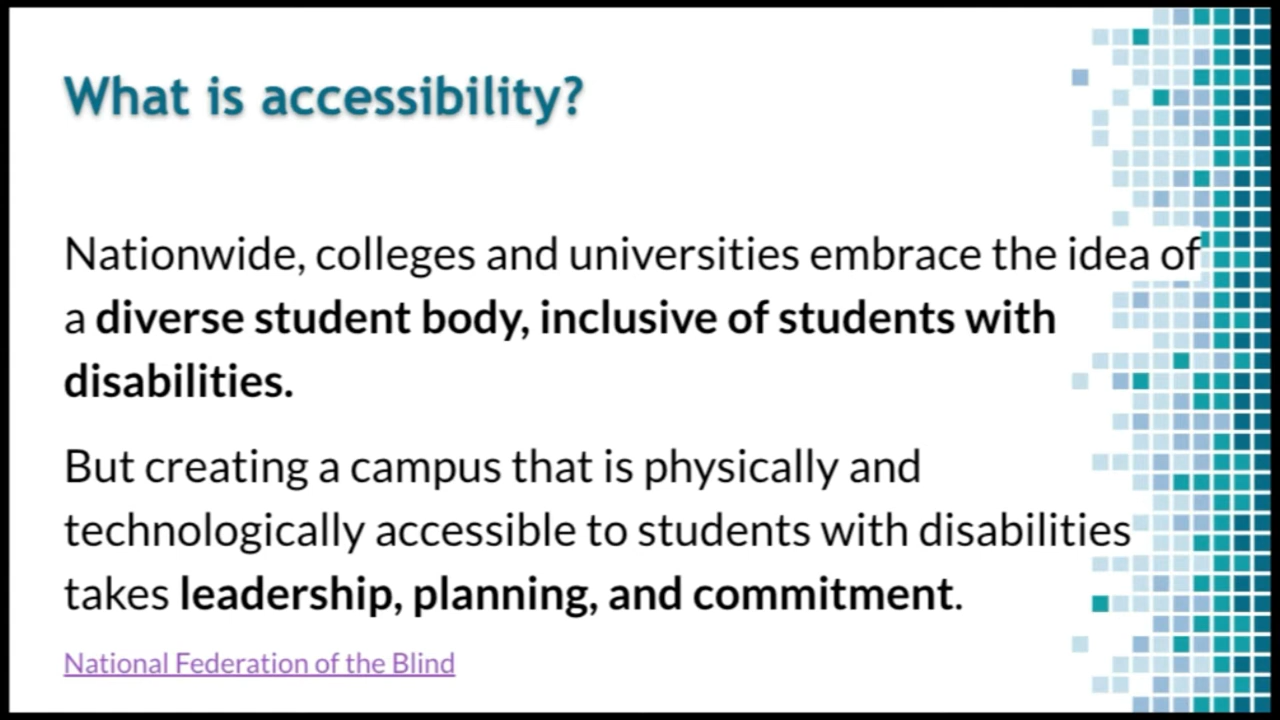 What is accessibility?
Nationwide, colleges and universities embrace the idea of
a diverse student body, inclusive of students with
disabilities.
But creating a campus that is physically and
technologically accessible to students with disabilities
takes leadership, planning, and commitment.
National Federation of the Blind